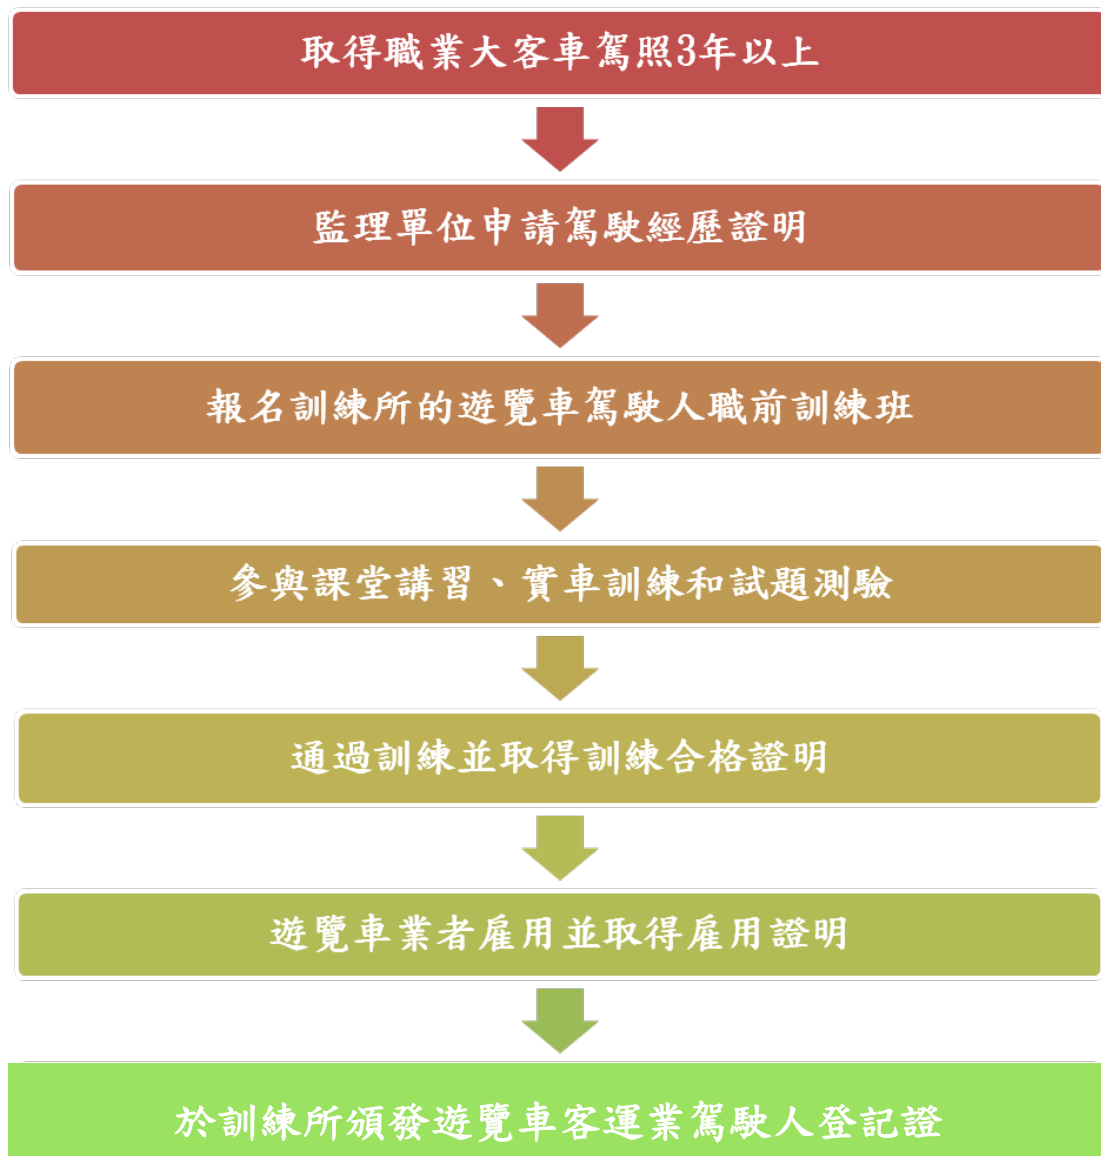 取得職業大客車駕照3年以上
監理單位申請駕駛經歷證明
報名訓練所的遊覽車駕駛人職前訓練班
參與課堂講習、實車訓練和試題測驗
通過訓練並取得訓練合格證明
遊覽車業者雇用並取得雇用證明
於訓練所頒發遊覽車客運業駕駛人登記證